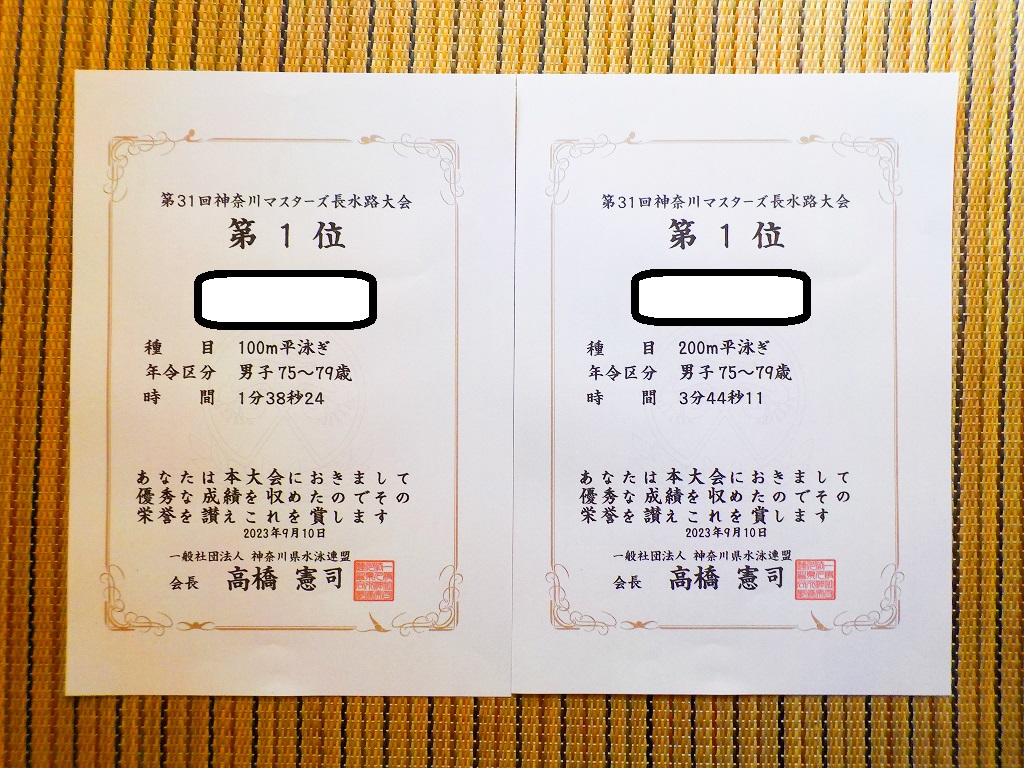 第31回神奈川マスターズ長水路大会
第1位
種目 100m平泳ぎ
年令区分 男子75〜79歳
時間 1分38秒24
あなたは本大会におきまして
優秀な成績を収めたのでその
栄誉を讃えこれを賞します
2023年9月10日
一般社団法人 神奈川県水泳連盟
会長 高橋 憲司
第31回神奈川マスターズ長水路大会
第1位
種目 200m平泳ぎ
年令区分 男子75〜79歳
時間 3分44秒11
あなたは本大会におきまして
優秀な成績を収めたのでその
栄誉を讃えこれを賞します
2023年9月10日
一般社団法人 神奈川県水泳連盟
会長 高橋 憲司